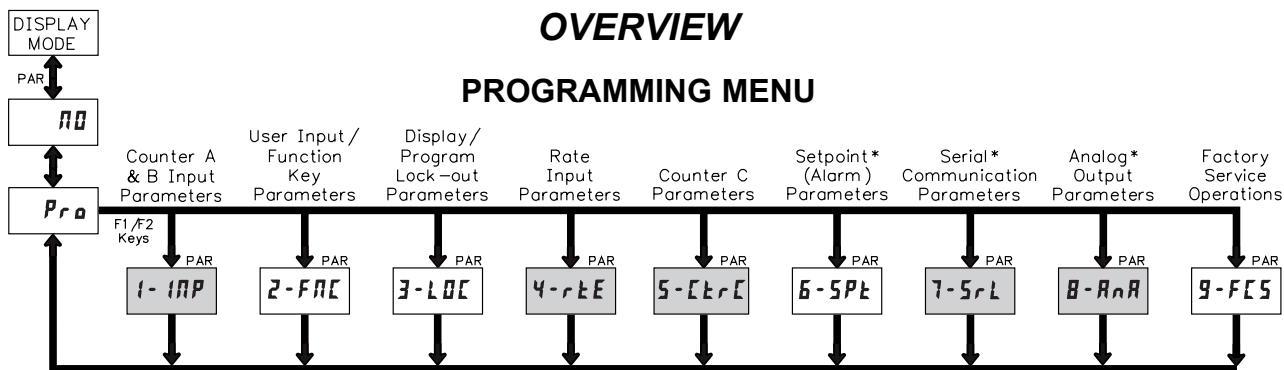 OVERVIEW
PROGRAMMING MENU
DISPLAY
MODE
PAR
NO
Pro
F1/F2
Keys
Counter A
& B Input
Parameters
User Input/
Function
Key
Parameters
Display/
Program
Lock-out
Parameters
Rate
Input
Parameters
Counter C
Parameters
Setpoint*
(Alarm)
Parameters
Serial*
Communication
Parameters
Analog*
Output
Parameters
Factory
Service
Operations
PAR
PAR
PAR
PAR
PAR
PAR
PAR
PAR
PAR
1-INP
2-FNC
3-LOC
4-rtE
5-CtrC
6-SPt
7-SrL
8-AnA
9-FCS